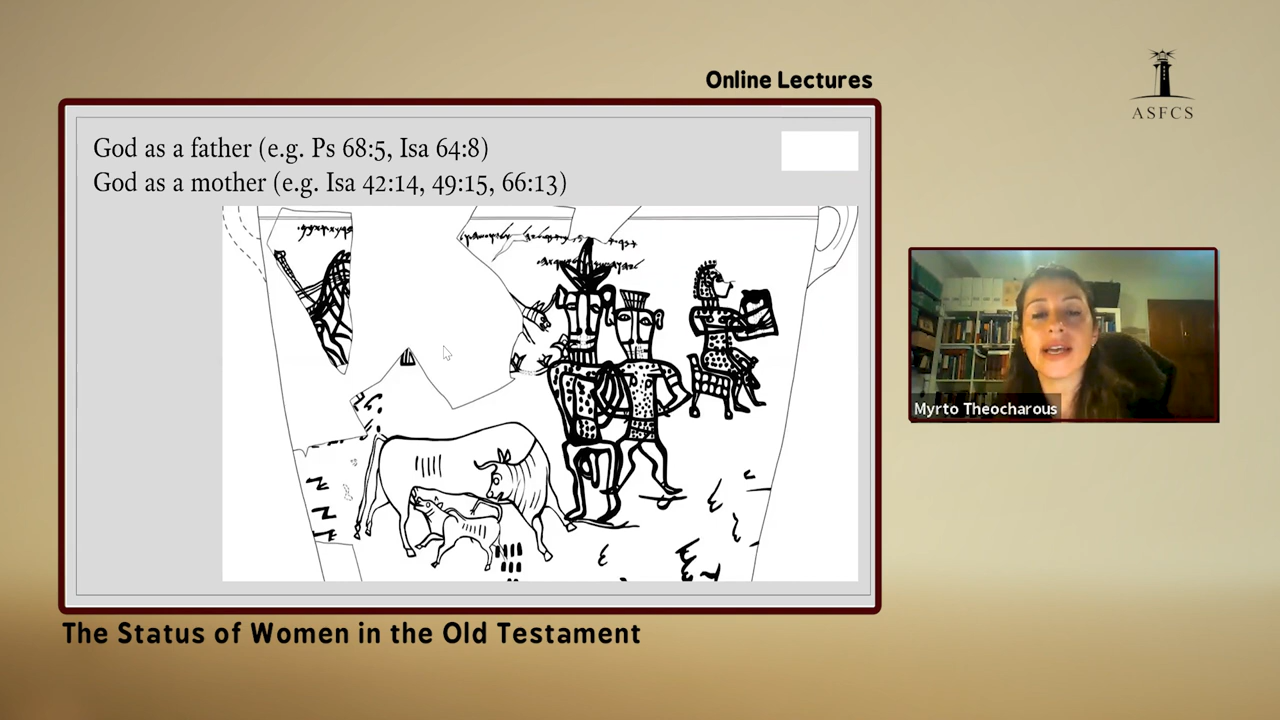 Online Lectures
ASFCS
God as a father (e.g. Ps 68:5, Isa 64:8)
God as a mother (e.g. Isa 42:14, 49:15, 66:13)
Myrto Theocharous
The Status of Women in the Old Testament